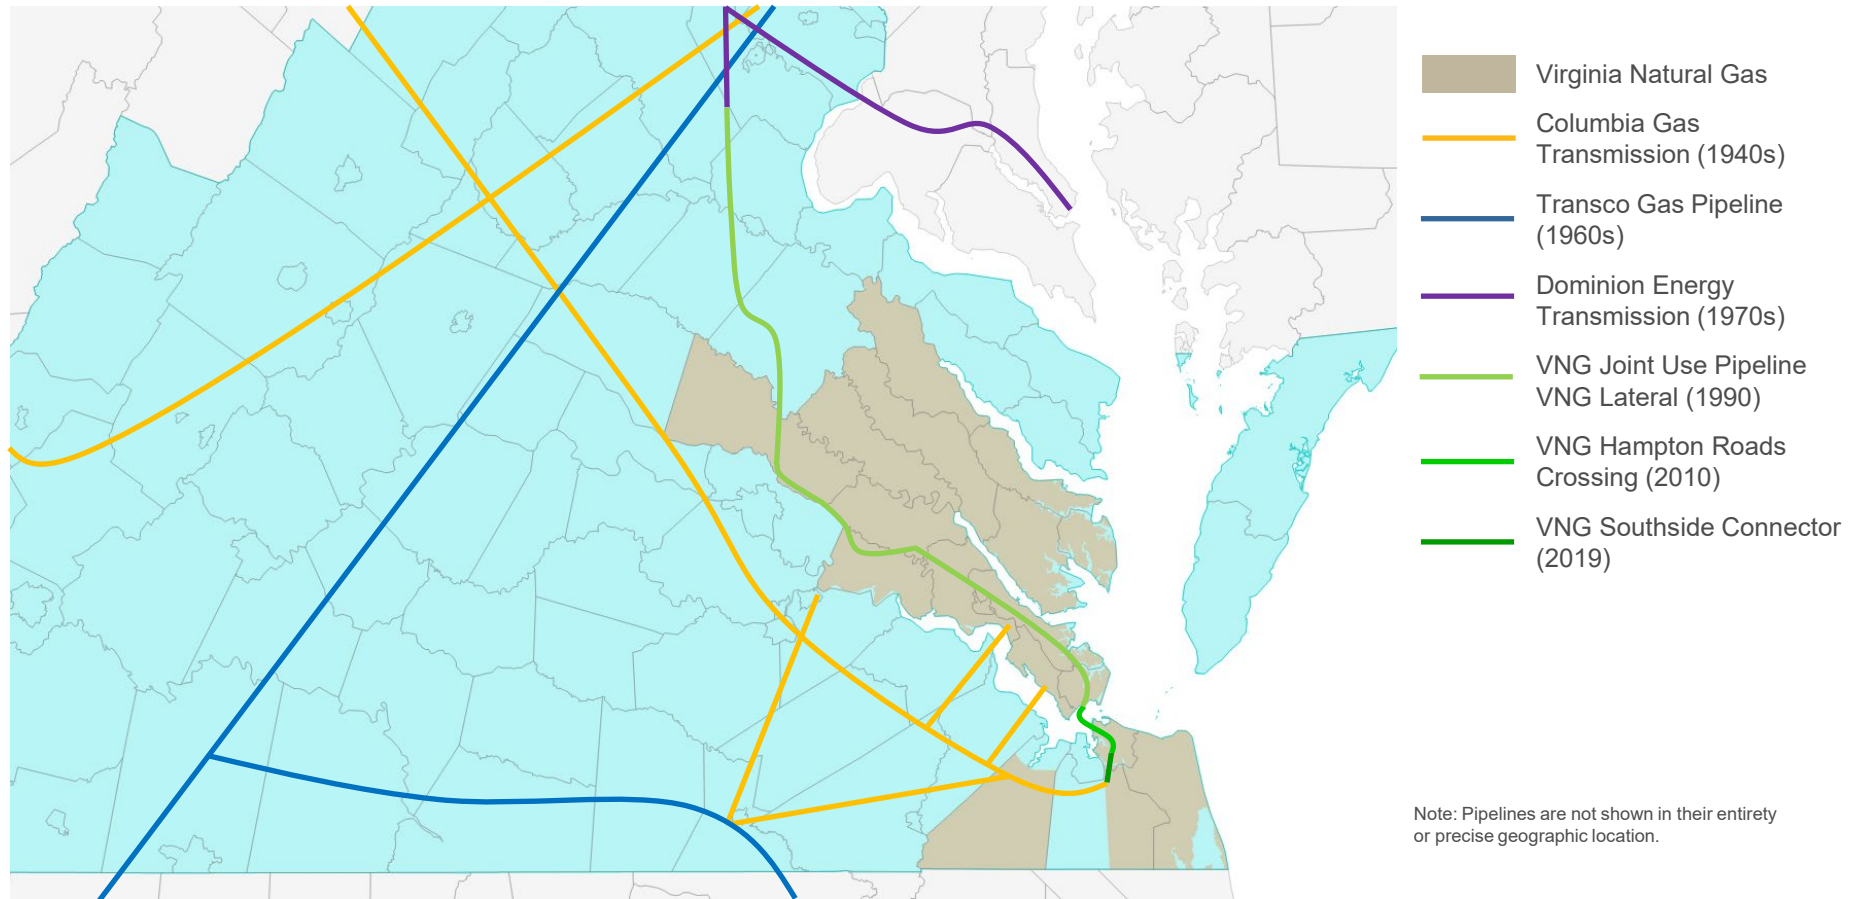 Virginia Natural Gas
Columbia Gas
Transmission (1940s)
Transco Gas Pipeline
(1960s)
Dominion Energy
Transmission (1970s)
VNG Joint Use Pipeline
VNG Lateral (1990)
VNG Hampton Roads
Crossing (2010)
VNG Southside Connector
(2019)
Note: Pipelines are not shown in their entirety
or precise geographic location.